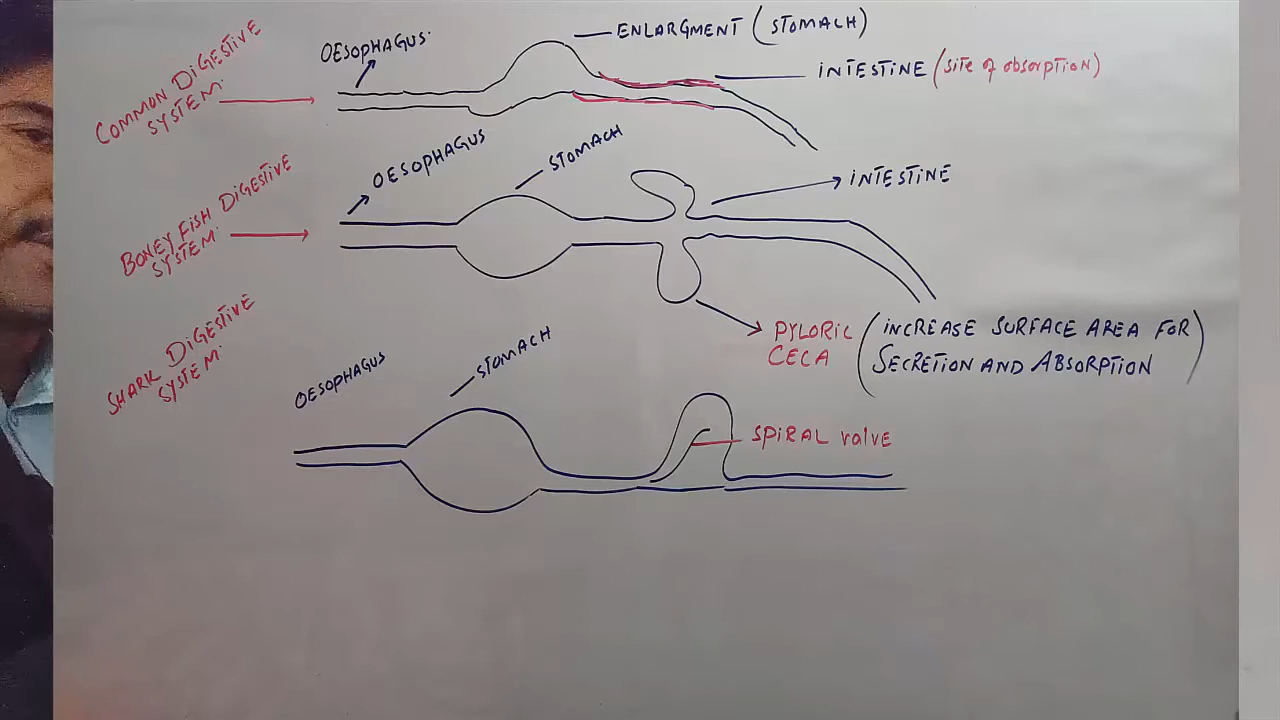 COMMON DIGESTIVE
SYSTEM.
OESOPHAGUS.
ENLARGMENT (STOMACH)
INTESTINE (site of absorption)
BONEY FISH DIGESTIVE
SYSTEM.
OESOPHAGUS
STOMACH
INTESTINE
PYLORIC
CECA
(INCREASE SURFACE AREA FOR
SECRETION AND ABSORPTION)
SHARK DIGESTIVE
SYSTEM.
OESOPHAGUS
STOMACH
SPIRAL valve